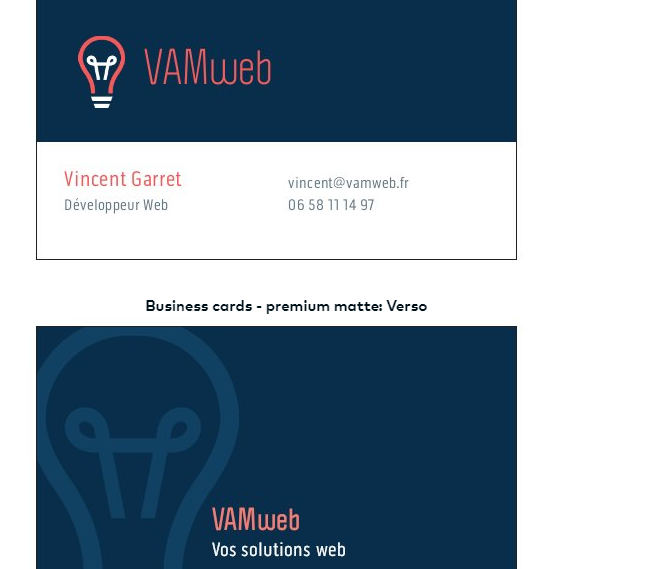 VAMweb
Vincent Garret
Développeur Web
vincent@vamweb.fr
06 58 11 14 97
Business cards - premium matte: Verso
VAMweb
Vos solutions web